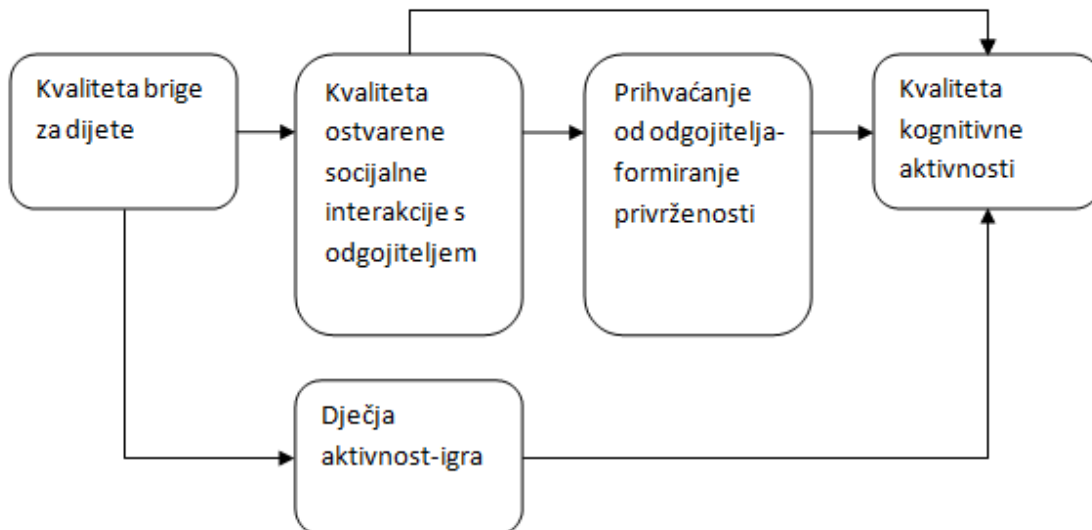 Kvaliteta brige
za dijete
Kvaliteta
ostvarene
socijalne
interakcije s
odgojiteljem
Prihvaćanje
od odgojitelja-
formiranje
privrženosti
Kvaliteta
kognitivne
aktivnosti
Dječja
aktivnost-igra